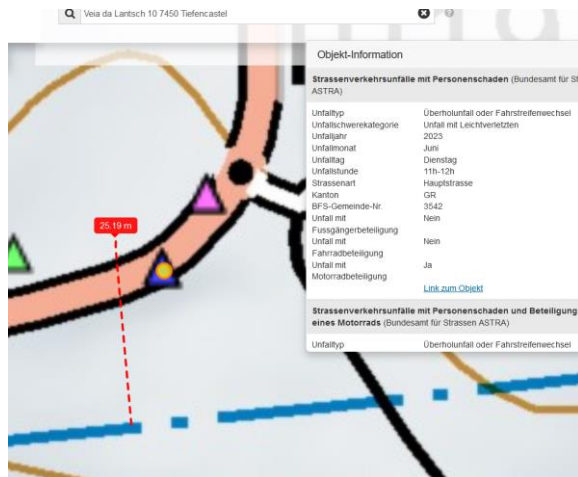 Veia da Lantsch 10 7450 Tiefencastel
Objekt-Information
Strassenverkehrsunfälle mit Personenschaden (Bundesamt für St
ASTRA)
Unfalltyp Überholunfall oder Fahrstreifenwechsel
Unfallschwerekategorie Unfall mit Leichtverletzten
Unfalljahr 2023
Unfallmonat Juni
Unfalltag Dienstag
Unfallstunde 11h-12h
Strassenart Hauptstrasse
Kanton GR
BFS-Gemeinde-Nr. 3542
Unfall mit Nein
Fussgängerbeteiligung
Unfall mit Nein
Fahrradbeteiligung
Unfall mit Ja
Motorradbeteiligung
Link zum Objekt
Strassenverkehrsunfälle mit Personenschaden und Beteiligung
eines Motorrads (Bundesamt für Strassen ASTRA)
Unfalltyp Überholunfall oder Fahrstreifenwechsel
25.19 m